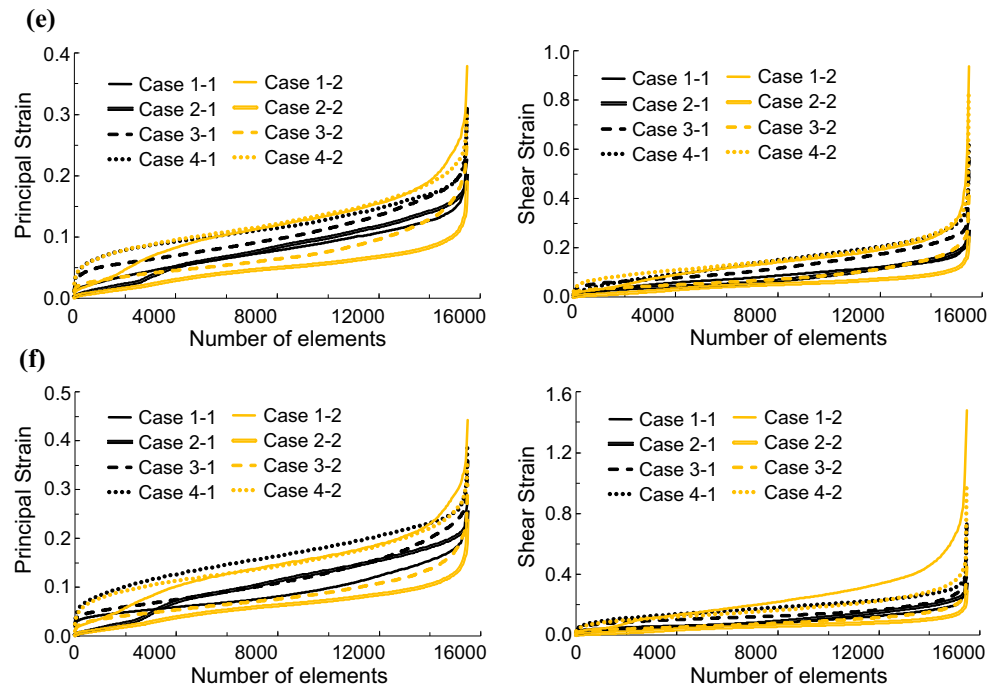 (e)
Principal Strain
0.4
0.3
0.2
0.1
0.0
Case 1-1
Case 2-1
Case 3-1
Case 4-1
Case 1-2
Case 2-2
Case 3-2
Case 4-2
0 4000 8000 12000 16000
Number of elements
Shear Strain
1.0
0.8
0.6
0.4
0.2
0.0
Case 1-1
Case 2-1
Case 3-1
Case 4-1
Case 1-2
Case 2-2
Case 3-2
Case 4-2
0 4000 8000 12000 16000
Number of elements
(f)
Principal Strain
0.5
0.4
0.3
0.2
0.1
0.0
Case 1-1
Case 2-1
Case 3-1
Case 4-1
Case 1-2
Case 2-2
Case 3-2
Case 4-2
0 4000 8000 12000 16000
Number of elements
Shear Strain
1.6
1.2
0.8
0.4
0.0
Case 1-1
Case 2-1
Case 3-1
Case 4-1
Case 1-2
Case 2-2
Case 3-2
Case 4-2
0 4000 8000 12000 16000
Number of elements